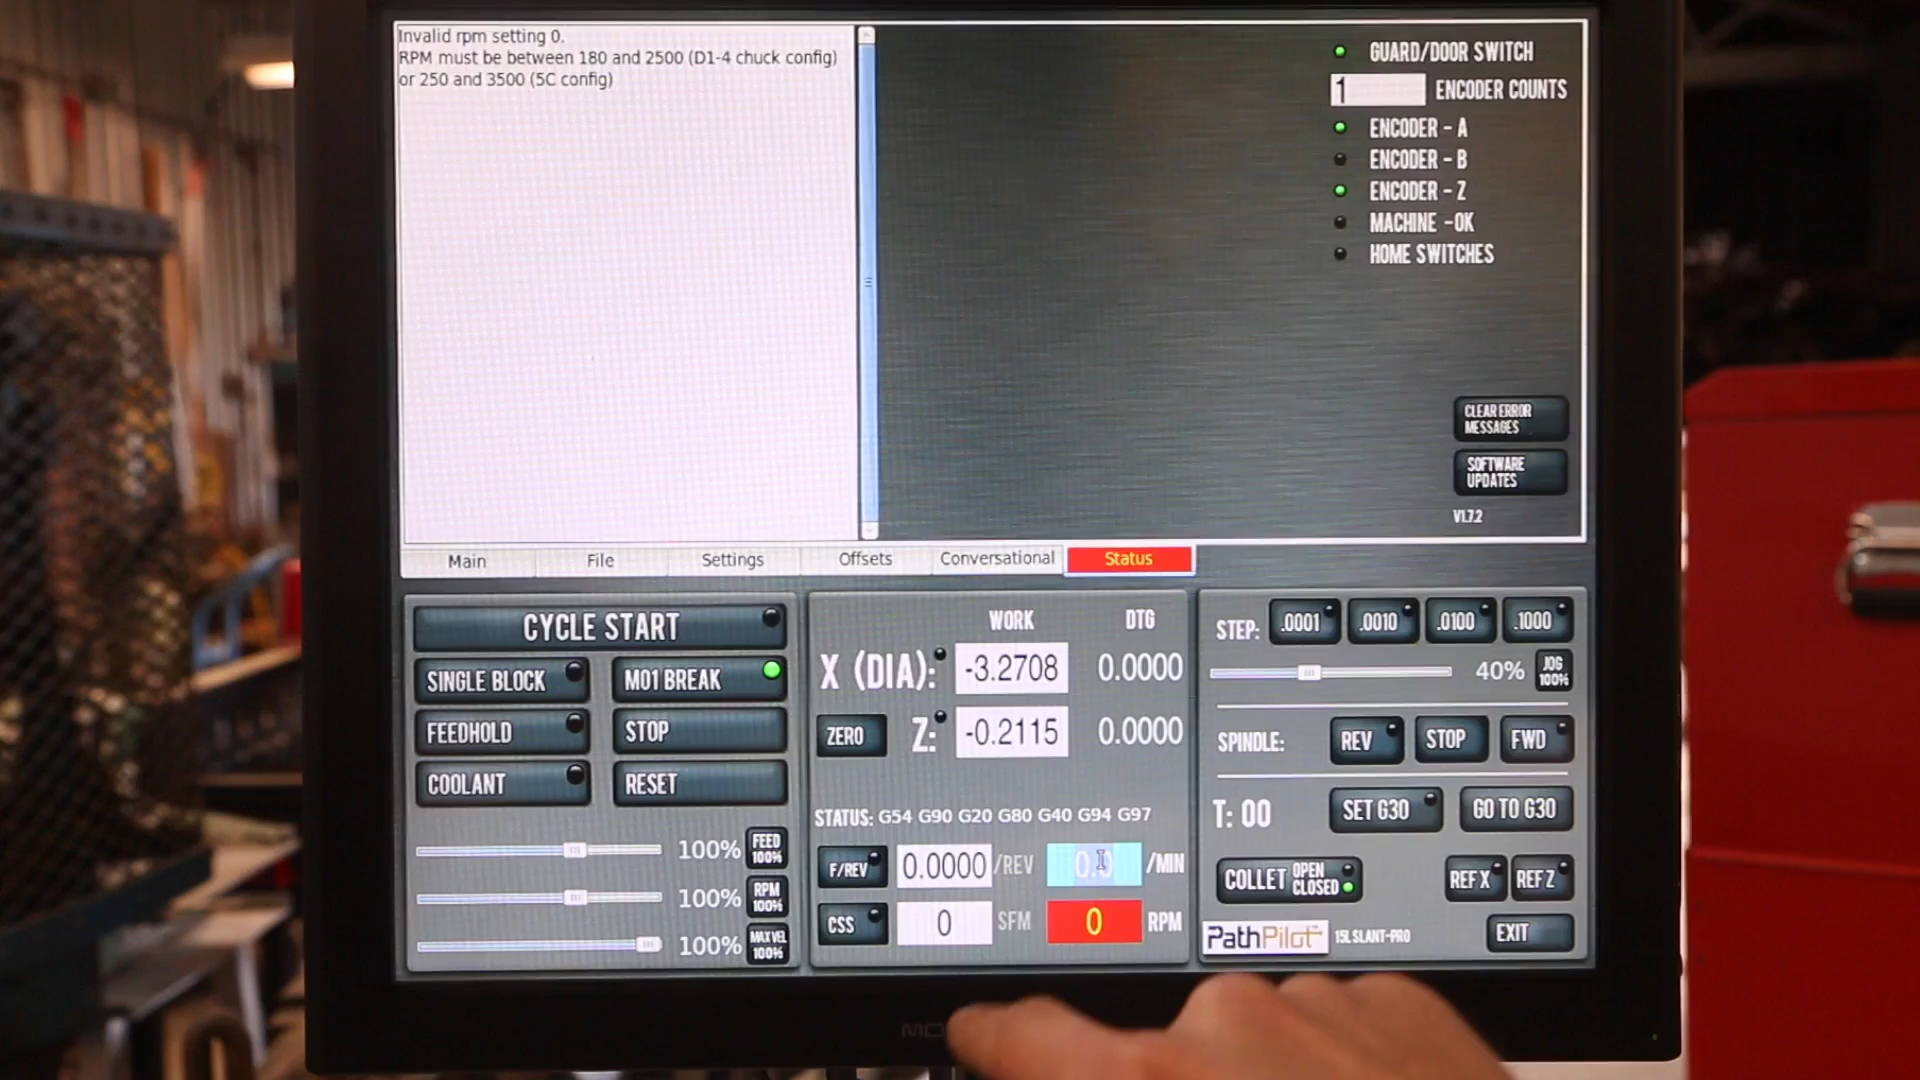 Invalid rpm setting 0.
RPM must be between 180 and 2500 (D1-4 chuck config)
or 250 and 3500 (5C config)
GUARD/DOOR SWITCH
1 ENCODER COUNTS
ENCODER - A
ENCODER - B
ENCODER - Z
MACHINE -OK
HOME SWITCHES
CLEAR ERROR
MESSAGES
SOFTWARE
UPDATES
V1.7.2
Main File Settings Offsets Conversational Status
CYCLE START
SINGLE BLOCK M01 BREAK
FEEDHOLD STOP
COOLANT RESET
100% FEED 100%
100% RPM 100%
100% MAX VEL 100%
WORK DTG
X (DIA): -3.2708 0.0000
ZERO Z: -0.2115 0.0000
STATUS: G54 G90 G20 G80 G40 G94 G97
F/REV 0.0000 /REV 0.0 /MIN
CSS 0 SFM 0 RPM
STEP: .0001 .0010 .0100 .1000
40% JOG 100%
SPINDLE: REV STOP FWD
T: 00 SET G30 GO TO G30
COLLET OPEN CLOSED REF X REF Z
PathPilot™ 15L SLANT-PRO EXIT